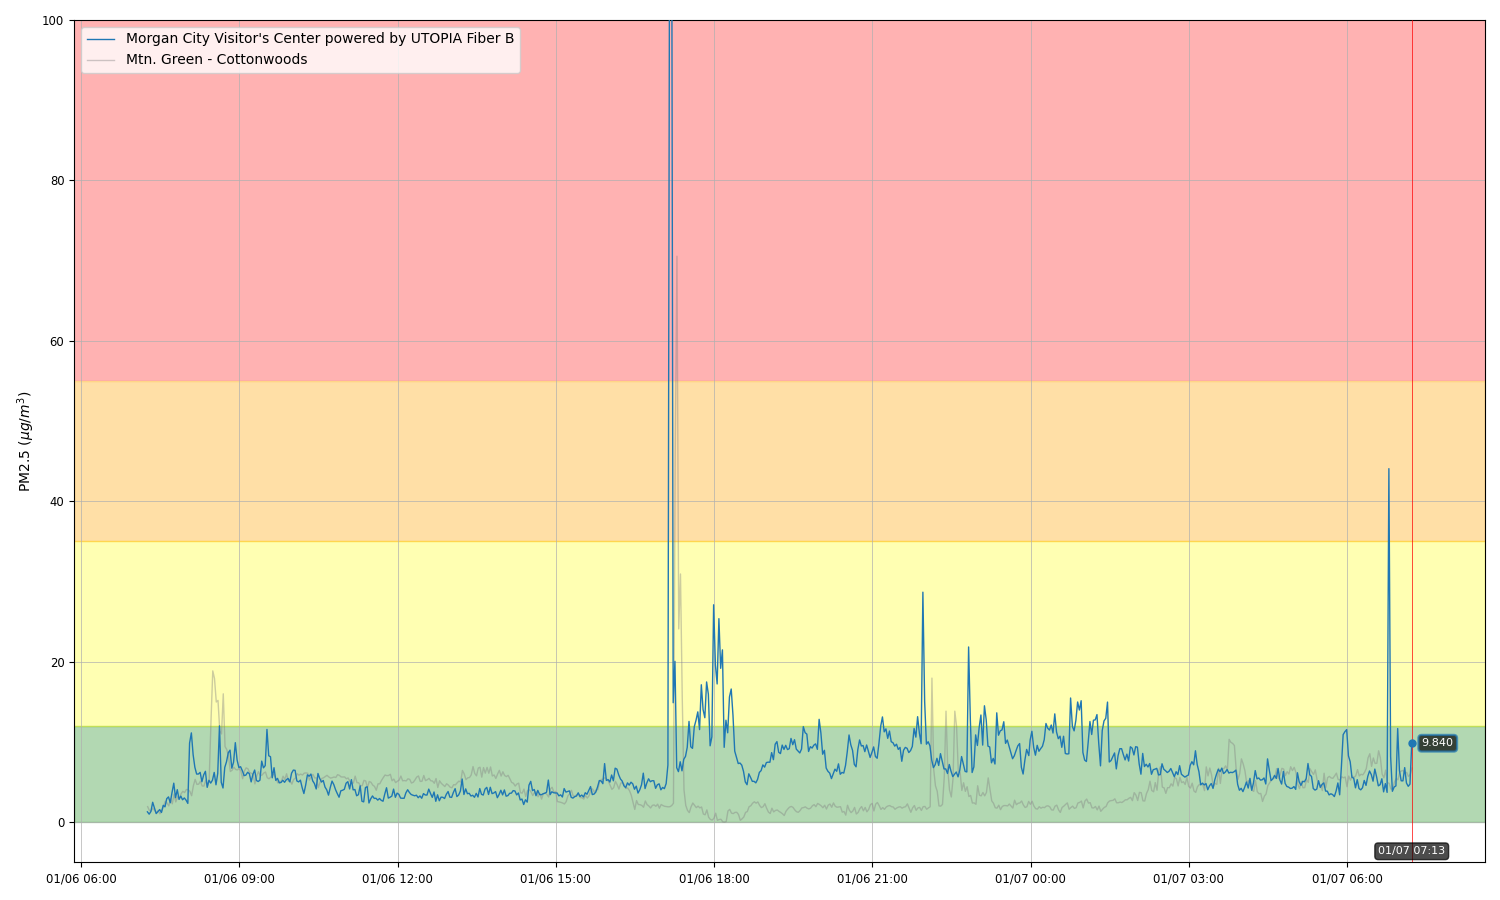 100
Morgan City Visitor's Center powered by UTOPIA Fiber B
Mtn. Green - Cottonwoods
80
60
PM2.5 (μg/m³)
40
20
9.840
0
01/07 07:13
01/06 06:00 01/06 09:00 01/06 12:00 01/06 15:00 01/06 18:00 01/06 21:00 01/07 00:00 01/07 03:00 01/07 06:00